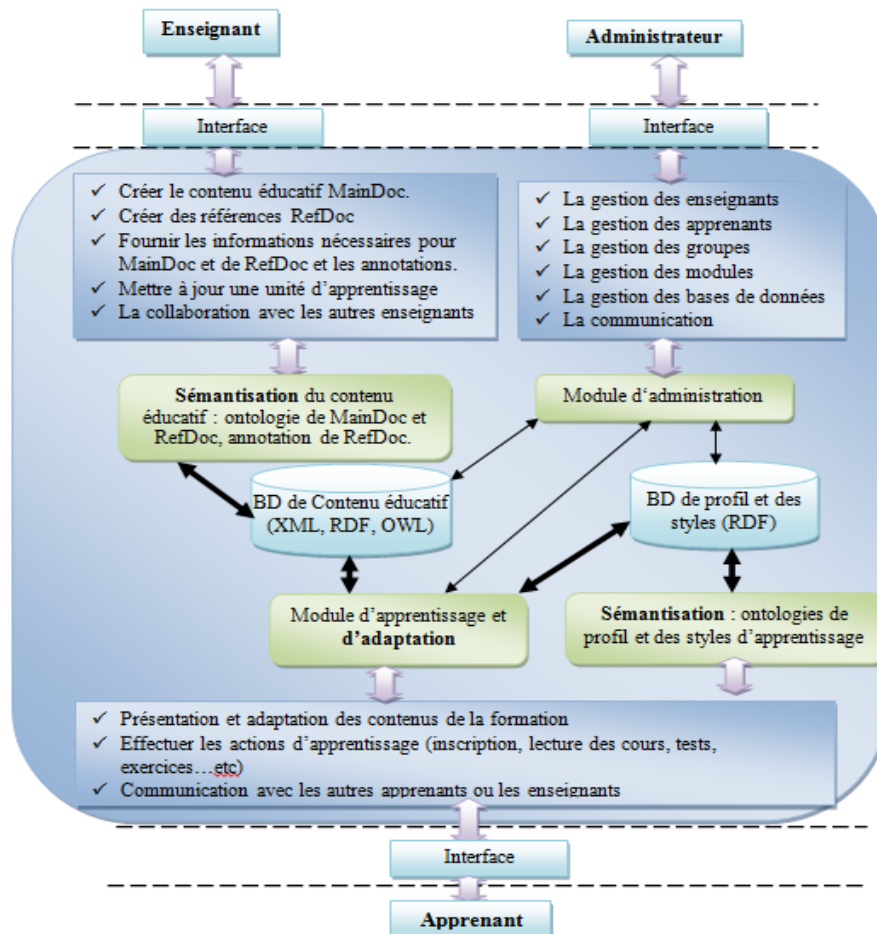 Enseignant
Administrateur
Interface
Interface
✓ Créer le contenu éducatif MainDoc.
✓ Créer des références RefDoc
✓ Fournir les informations nécessaires pour
MainDoc et de RefDoc et les annotations.
✓ Mettre à jour une unité d’apprentissage
✓ La collaboration avec les autres enseignants
✓ La gestion des enseignants
✓ La gestion des apprenants
✓ La gestion des groupes
✓ La gestion des modules
✓ La gestion des bases de données
✓ La communication
Sémantisation du contenu
éducatif : ontologie de MainDoc et
RefDoc, annotation de RefDoc.
Module d‘administration
BD de Contenu éducatif
(XML, RDF, OWL)
BD de profil et des
styles (RDF)
Module d’apprentissage et
d’adaptation
Sémantisation : ontologies de
profil et des styles d’apprentissage
✓ Présentation et adaptation des contenus de la formation
✓ Effectuer les actions d’apprentissage (inscription, lecture des cours, tests,
exercices…etc)
✓ Communication avec les autres apprenants ou les enseignants
Interface
Apprenant